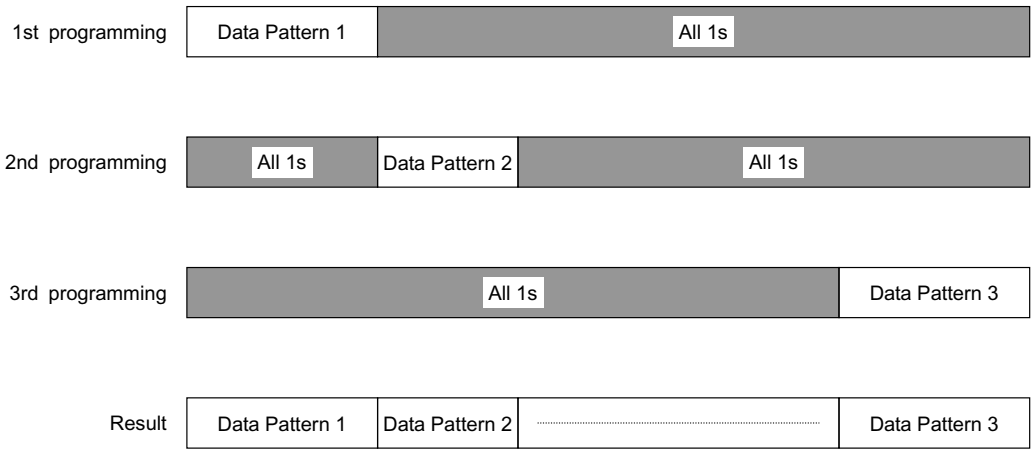 1st programming Data Pattern 1 All 1s
2nd programming All 1s Data Pattern 2 All 1s
3rd programming All 1s Data Pattern 3
Result Data Pattern 1 Data Pattern 2 Data Pattern 3